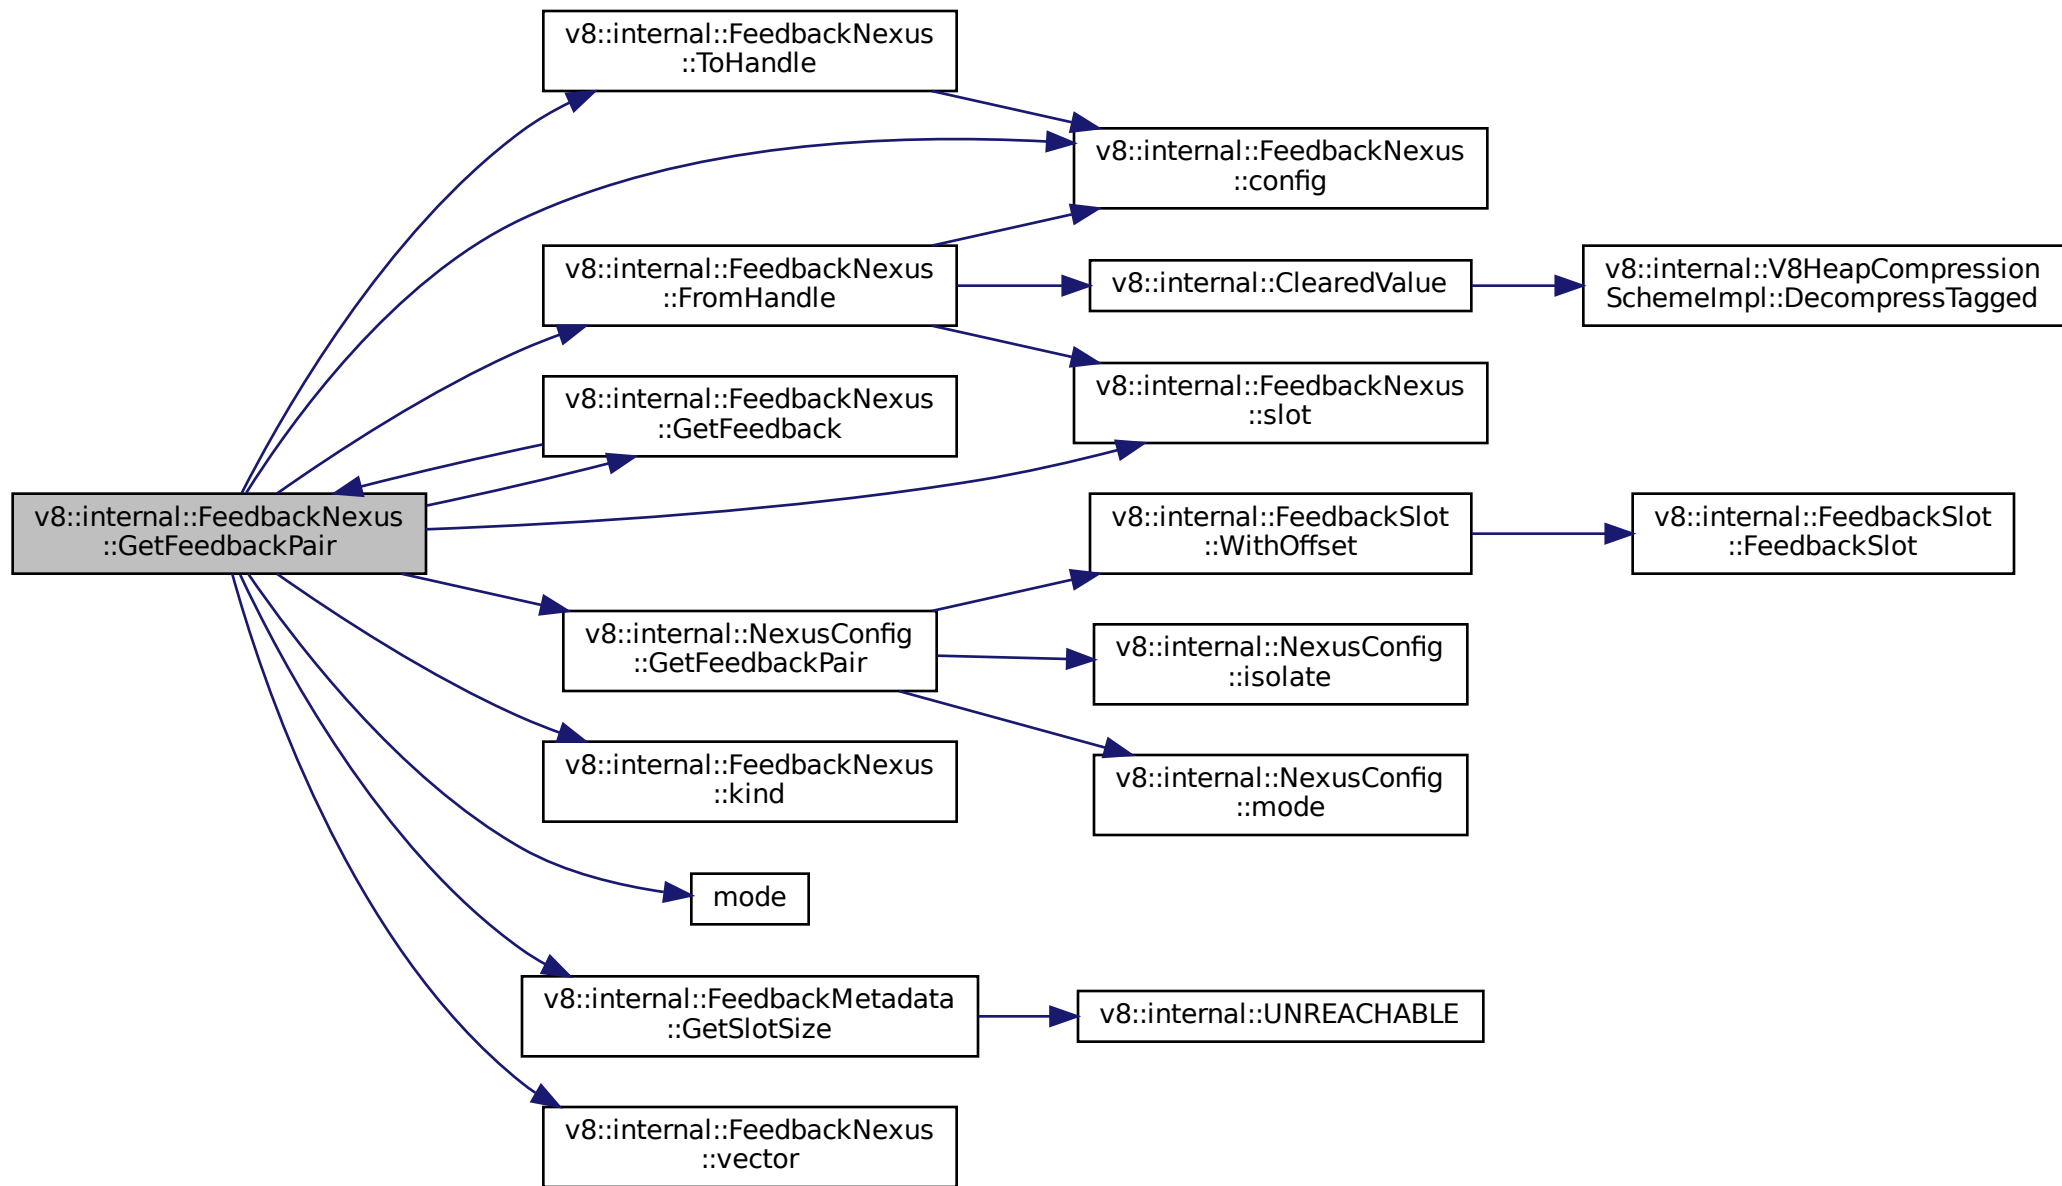 v8::internal::FeedbackNexus
::GetFeedbackPair
v8::internal::FeedbackNexus
::ToHandle
v8::internal::FeedbackNexus
::config
v8::internal::FeedbackNexus
::FromHandle
v8::internal::ClearedValue
v8::internal::V8HeapCompression
SchemeImpl::DecompressTagged
v8::internal::FeedbackNexus
::slot
v8::internal::FeedbackNexus
::GetFeedback
v8::internal::NexusConfig
::GetFeedbackPair
v8::internal::FeedbackSlot
::WithOffset
v8::internal::FeedbackSlot
::FeedbackSlot
v8::internal::NexusConfig
::isolate
v8::internal::NexusConfig
::mode
v8::internal::FeedbackNexus
::kind
mode
v8::internal::FeedbackMetadata
::GetSlotSize
v8::internal::UNREACHABLE
v8::internal::FeedbackNexus
::vector